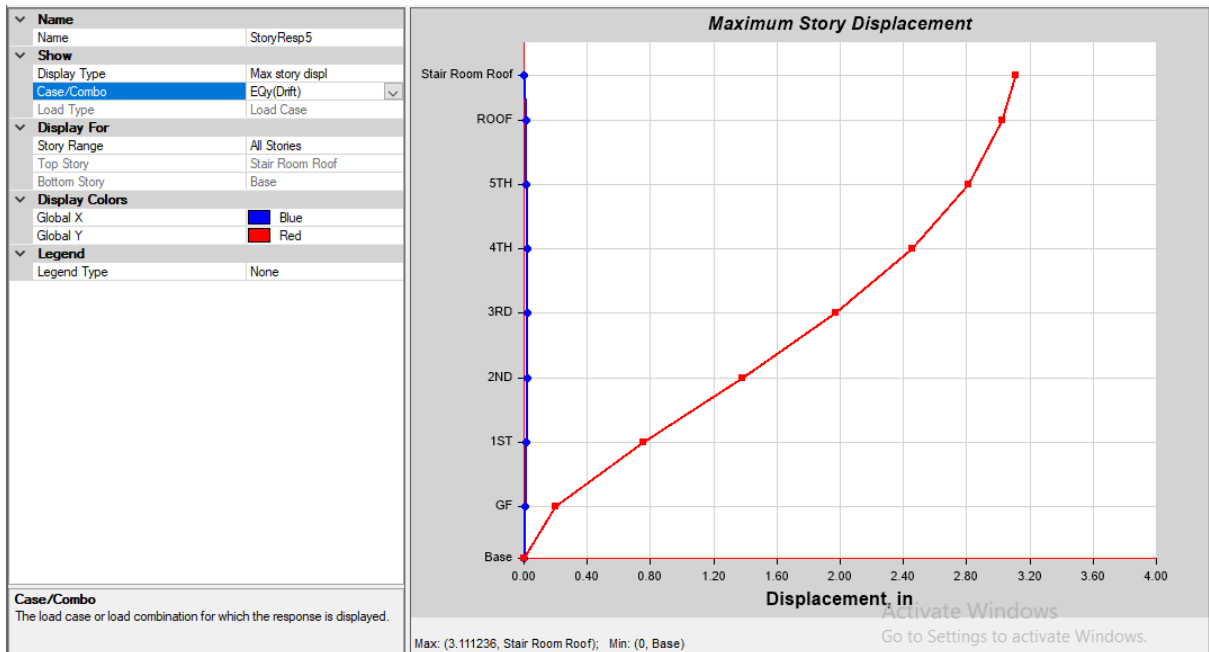 Name
Name StoryResp5
Show
Display Type Max story displ
Case/Combo EQy(Drift)
Load Type Load Case
Display For
Story Range All Stories
Top Story Stair Room Roof
Bottom Story Base
Display Colors
Global X Blue
Global Y Red
Legend
Legend Type None
Case/Combo
The load case or load combination for which the response is displayed.
Maximum Story Displacement
Stair Room Roof
ROOF
5TH
4TH
3RD
2ND
1ST
GF
Base
0.00 0.40 0.80 1.20 1.60 2.00 2.40 2.80 3.20 3.60 4.00
Displacement, in
Activate Windows
Go to Settings to activate Windows.
Max: (3.111236, Stair Room Roof); Min: (0, Base)